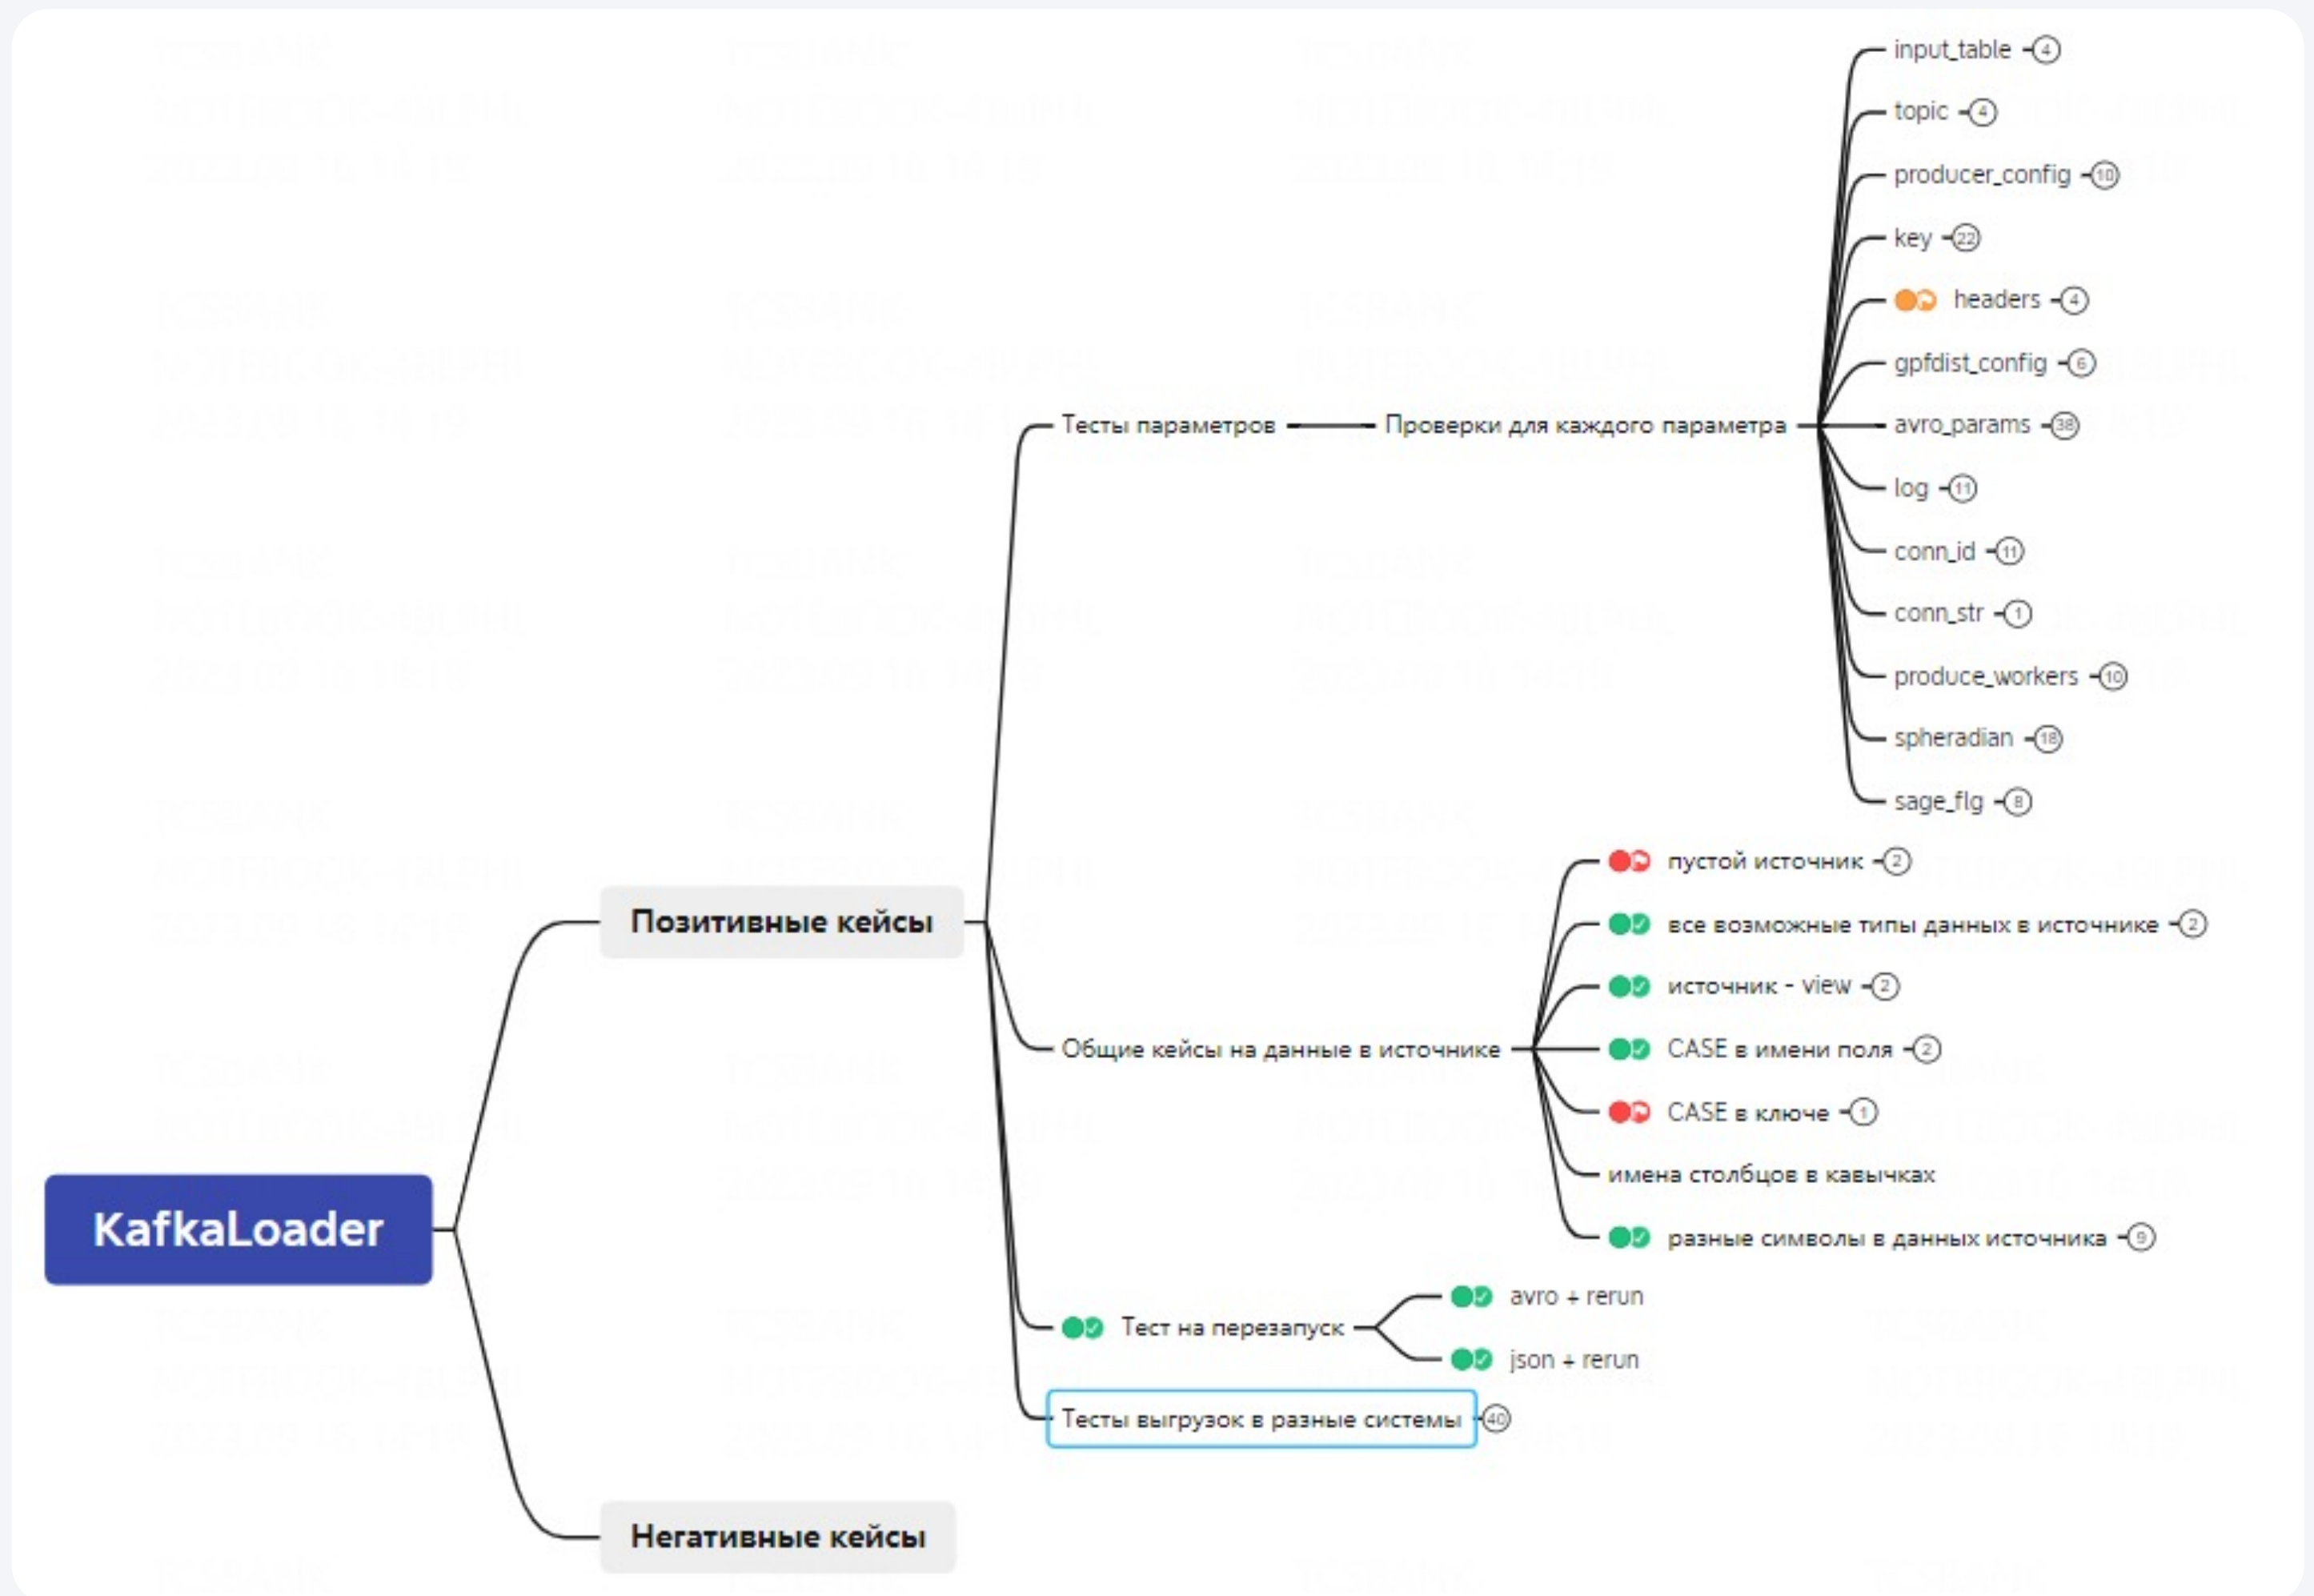 input_table 4
topic 4
producer_config 10
key 22
headers 4
gpfdist_config 6
Тесты параметров
Проверки для каждого параметра
avro_params 38
log 11
conn_id 11
conn_str 1
produce_workers 10
spheradian 18
sage_flg 8
пустой источник 2
Позитивные кейсы
все возможные типы данных в источнике 2
источник - view 2
Общие кейсы на данные в источнике
CASE в имени поля 2
CASE в ключе 1
имена столбцов в кавычках
KafkaLoader
разные символы в данных источника 9
avro + rerun
Тест на перезапуск
json + rerun
Тесты выгрузок в разные системы 40
Негативные кейсы